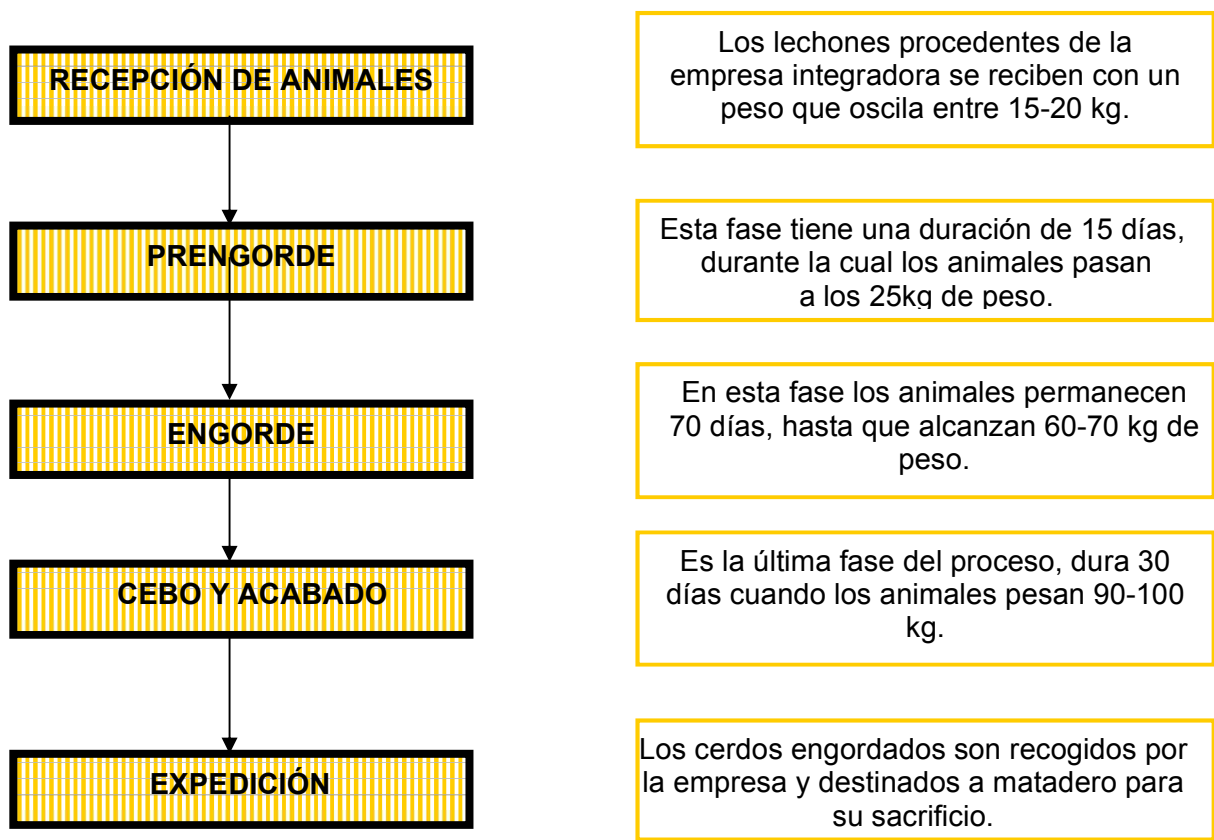 RECEPCIÓN DE ANIMALES
Los lechones procedentes de la
empresa integradora se reciben con un
peso que oscila entre 15-20 kg.
PRENGORDE
Esta fase tiene una duración de 15 días,
durante la cual los animales pasan
a los 25kg de peso.
ENGORDE
En esta fase los animales permanecen
70 días, hasta que alcanzan 60-70 kg de
peso.
CEBO Y ACABADO
Es la última fase del proceso, dura 30
días cuando los animales pesan 90-100
kg.
EXPEDICIÓN
Los cerdos engordados son recogidos por
la empresa y destinados a matadero para
su sacrificio.